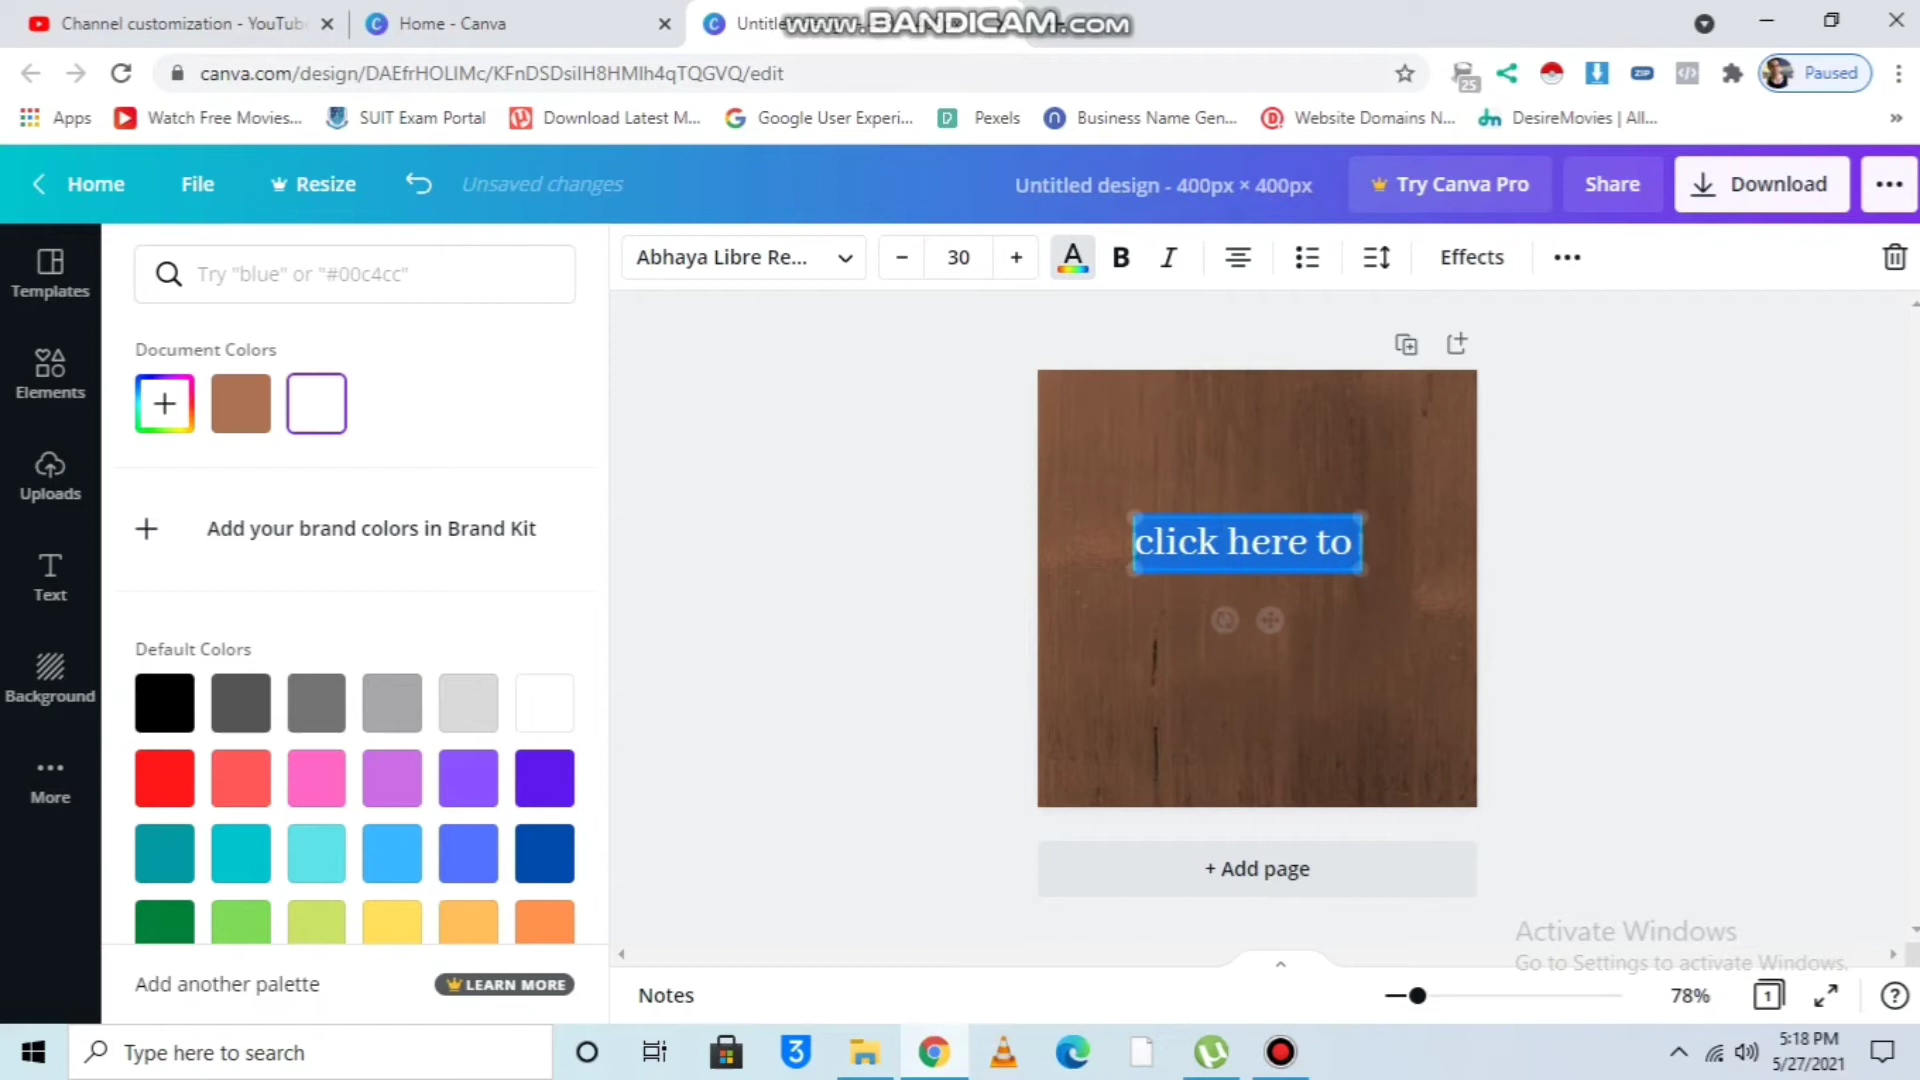 Channel customization - YouTub
Home - Canva
Untitle
www.BANDICAM.com
canva.com/design/DAEfrHOLIMc/KFnDSDsiIH8HMlh4qTQGVQ/edit
25
ZIP
Paused
Apps
Watch Free Movies...
SUIT Exam Portal
Download Latest M...
Google User Experi...
Pexels
Business Name Gen...
Website Domains N...
DesireMovies | All...
Home
File
Resize
Unsaved changes
Untitled design - 400px × 400px
Try Canva Pro
Share
Download
Templates
Elements
Uploads
Text
Background
More
Try "blue" or "#00c4cc"
Document Colors
Add your brand colors in Brand Kit
Default Colors
Add another palette
LEARN MORE
Abhaya Libre Re...
30
A
B
I
Effects
click here to
+ Add page
Activate Windows
Go to Settings to activate Windows.
Notes
78%
1
Type here to search
5:18 PM
5/27/2021